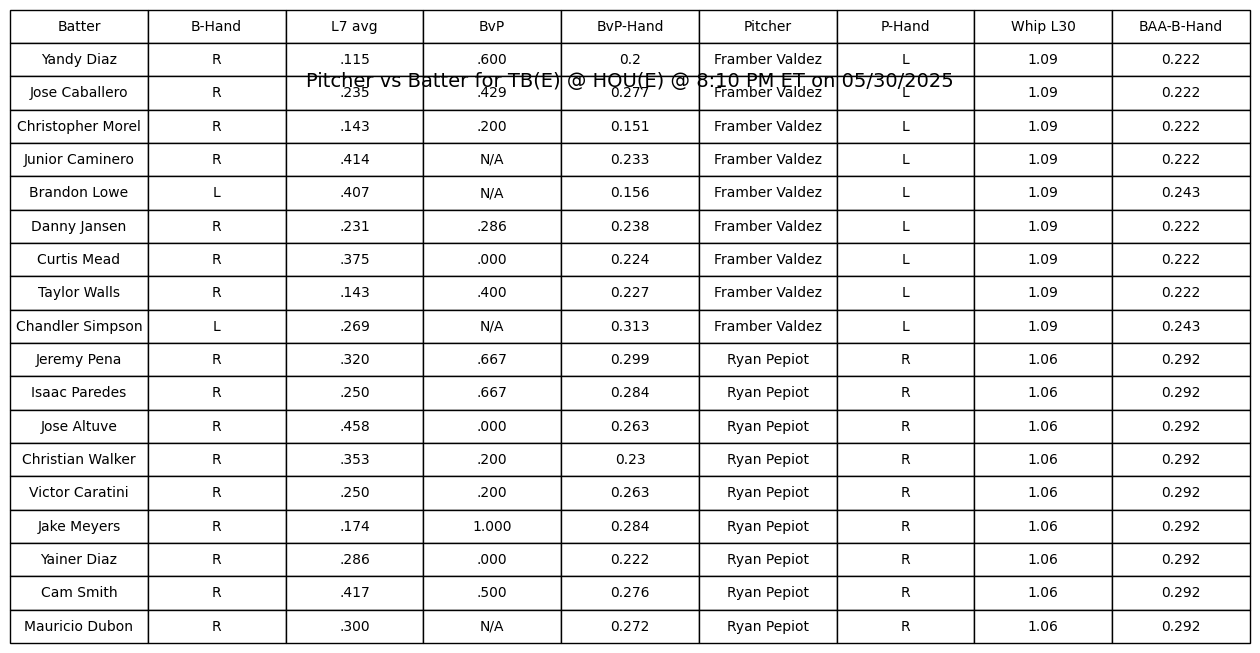 Batter B-Hand L7 avg BvP BvP-Hand Pitcher P-Hand Whip L30 BAA-B-Hand
Yandy Diaz R .115 .600 0.2 Framber Valdez L 1.09 0.222
Pitcher vs Batter for TB(E) @ HOU(E) @ 8:10 PM ET on 05/30/2025
Jose Caballero R .235 .429 0.277 Framber Valdez L 1.09 0.222
Christopher Morel R .143 .200 0.151 Framber Valdez L 1.09 0.222
Junior Caminero R .414 N/A 0.233 Framber Valdez L 1.09 0.222
Brandon Lowe L .407 N/A 0.156 Framber Valdez L 1.09 0.243
Danny Jansen R .231 .286 0.238 Framber Valdez L 1.09 0.222
Curtis Mead R .375 .000 0.224 Framber Valdez L 1.09 0.222
Taylor Walls R .143 .400 0.227 Framber Valdez L 1.09 0.222
Chandler Simpson L .269 N/A 0.313 Framber Valdez L 1.09 0.243
Jeremy Pena R .320 .667 0.299 Ryan Pepiot R 1.06 0.292
Isaac Paredes R .250 .667 0.284 Ryan Pepiot R 1.06 0.292
Jose Altuve R .458 .000 0.263 Ryan Pepiot R 1.06 0.292
Christian Walker R .353 .200 0.23 Ryan Pepiot R 1.06 0.292
Victor Caratini R .250 .200 0.263 Ryan Pepiot R 1.06 0.292
Jake Meyers R .174 1.000 0.284 Ryan Pepiot R 1.06 0.292
Yainer Diaz R .286 .000 0.222 Ryan Pepiot R 1.06 0.292
Cam Smith R .417 .500 0.276 Ryan Pepiot R 1.06 0.292
Mauricio Dubon R .300 N/A 0.272 Ryan Pepiot R 1.06 0.292